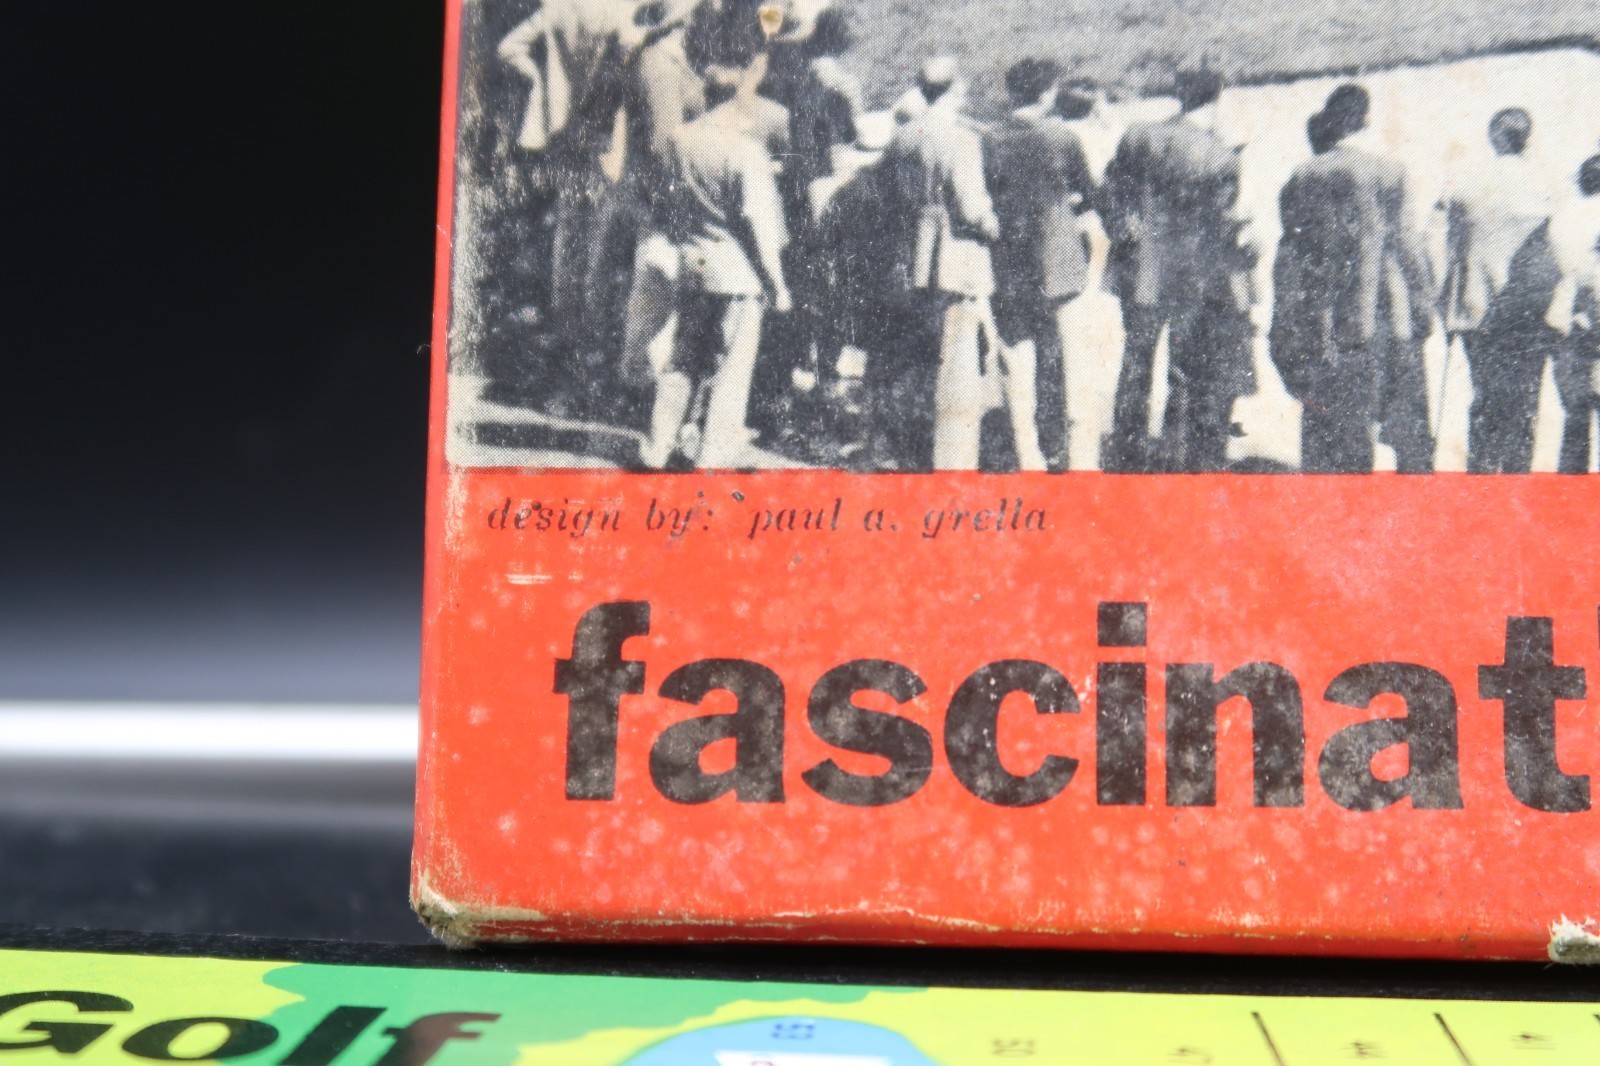 design by: paul a. grella
fascinat
Golf